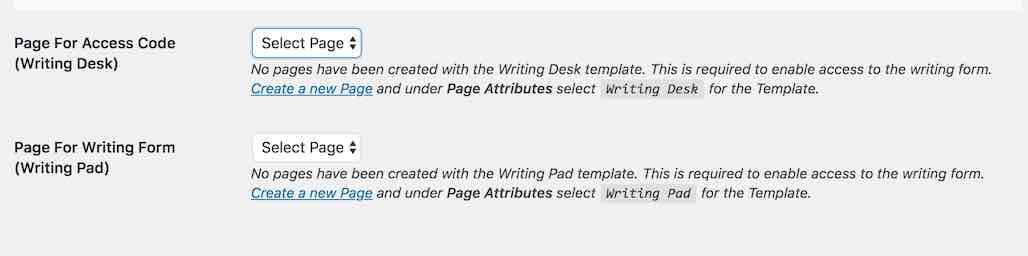 Page For Access Code
(Writing Desk)
Select Page
No pages have been created with the Writing Desk template. This is required to enable access to the writing form.
Create a new Page and under Page Attributes select Writing Desk for the Template.
Page For Writing Form
(Writing Pad)
Select Page
No pages have been created with the Writing Pad template. This is required to enable access to the writing form.
Create a new Page and under Page Attributes select Writing Pad for the Template.